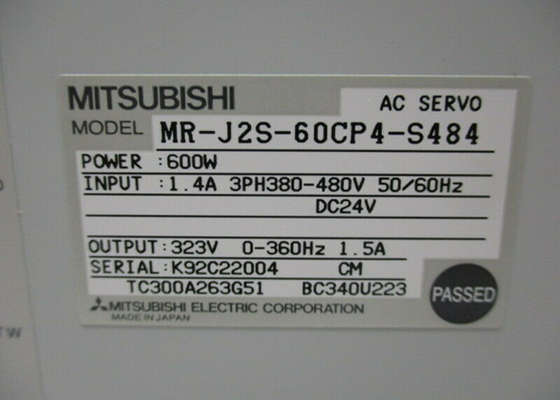 MITSUBISHI AC SERVO
MODEL MR-J2S-60CP4-S484
POWER :600W
INPUT :1.4A 3PH380-480V 50/60Hz
DC24V
OUTPUT:323V 0-360Hz 1.5A
SERIAL:K92C22004 CM
TC300A263G51 BC340U223
PASSED
MITSUBISHI ELECTRIC CORPORATION
MADE IN JAPAN